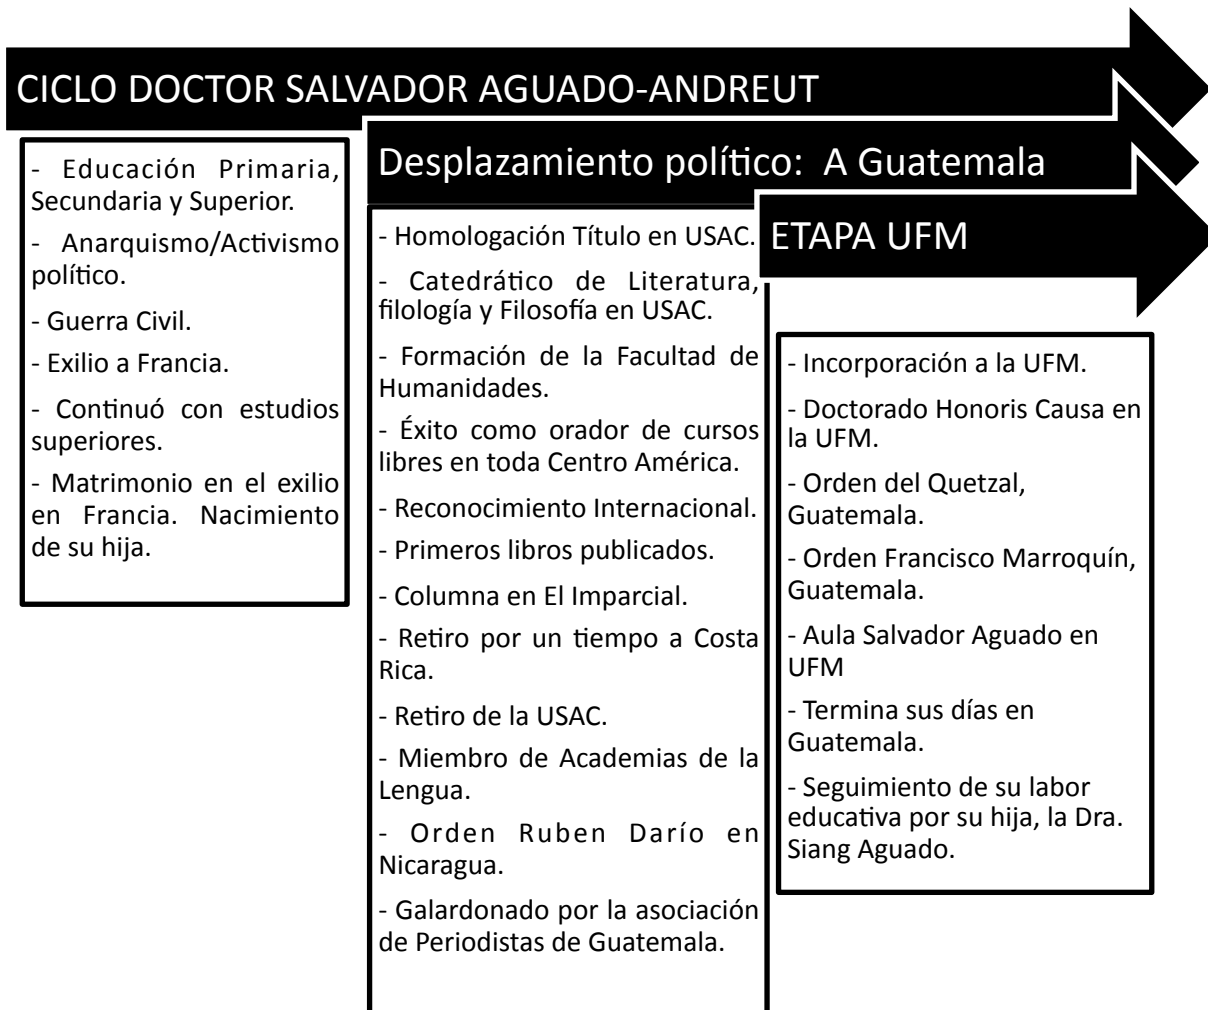 CICLO DOCTOR SALVADOR AGUADO-ANDREUT
- Educación Primaria,
Secundaria y Superior.
- Anarquismo/Activismo
político.
- Guerra Civil.
- Exilio a Francia.
- Continuó con estudios
superiores.
- Matrimonio en el exilio
en Francia. Nacimiento
de su hija.
Desplazamiento político: A Guatemala
- Homologación Título en USAC.
- Catedrático de Literatura,
filología y Filosofía en USAC.
- Formación de la Facultad de
Humanidades.
- Éxito como orador de cursos
libres en toda Centro América.
- Reconocimiento Internacional.
- Primeros libros publicados.
- Columna en El Imparcial.
- Retiro por un tiempo a Costa
Rica.
- Retiro de la USAC.
- Miembro de Academias de la
Lengua.
- Orden Ruben Darío en
Nicaragua.
- Galardonado por la asociación
de Periodistas de Guatemala.
ETAPA UFM
- Incorporación a la UFM.
- Doctorado Honoris Causa en
la UFM.
- Orden del Quetzal,
Guatemala.
- Orden Francisco Marroquín,
Guatemala.
- Aula Salvador Aguado en
UFM
- Termina sus días en
Guatemala.
- Seguimiento de su labor
educativa por su hija, la Dra.
Siang Aguado.